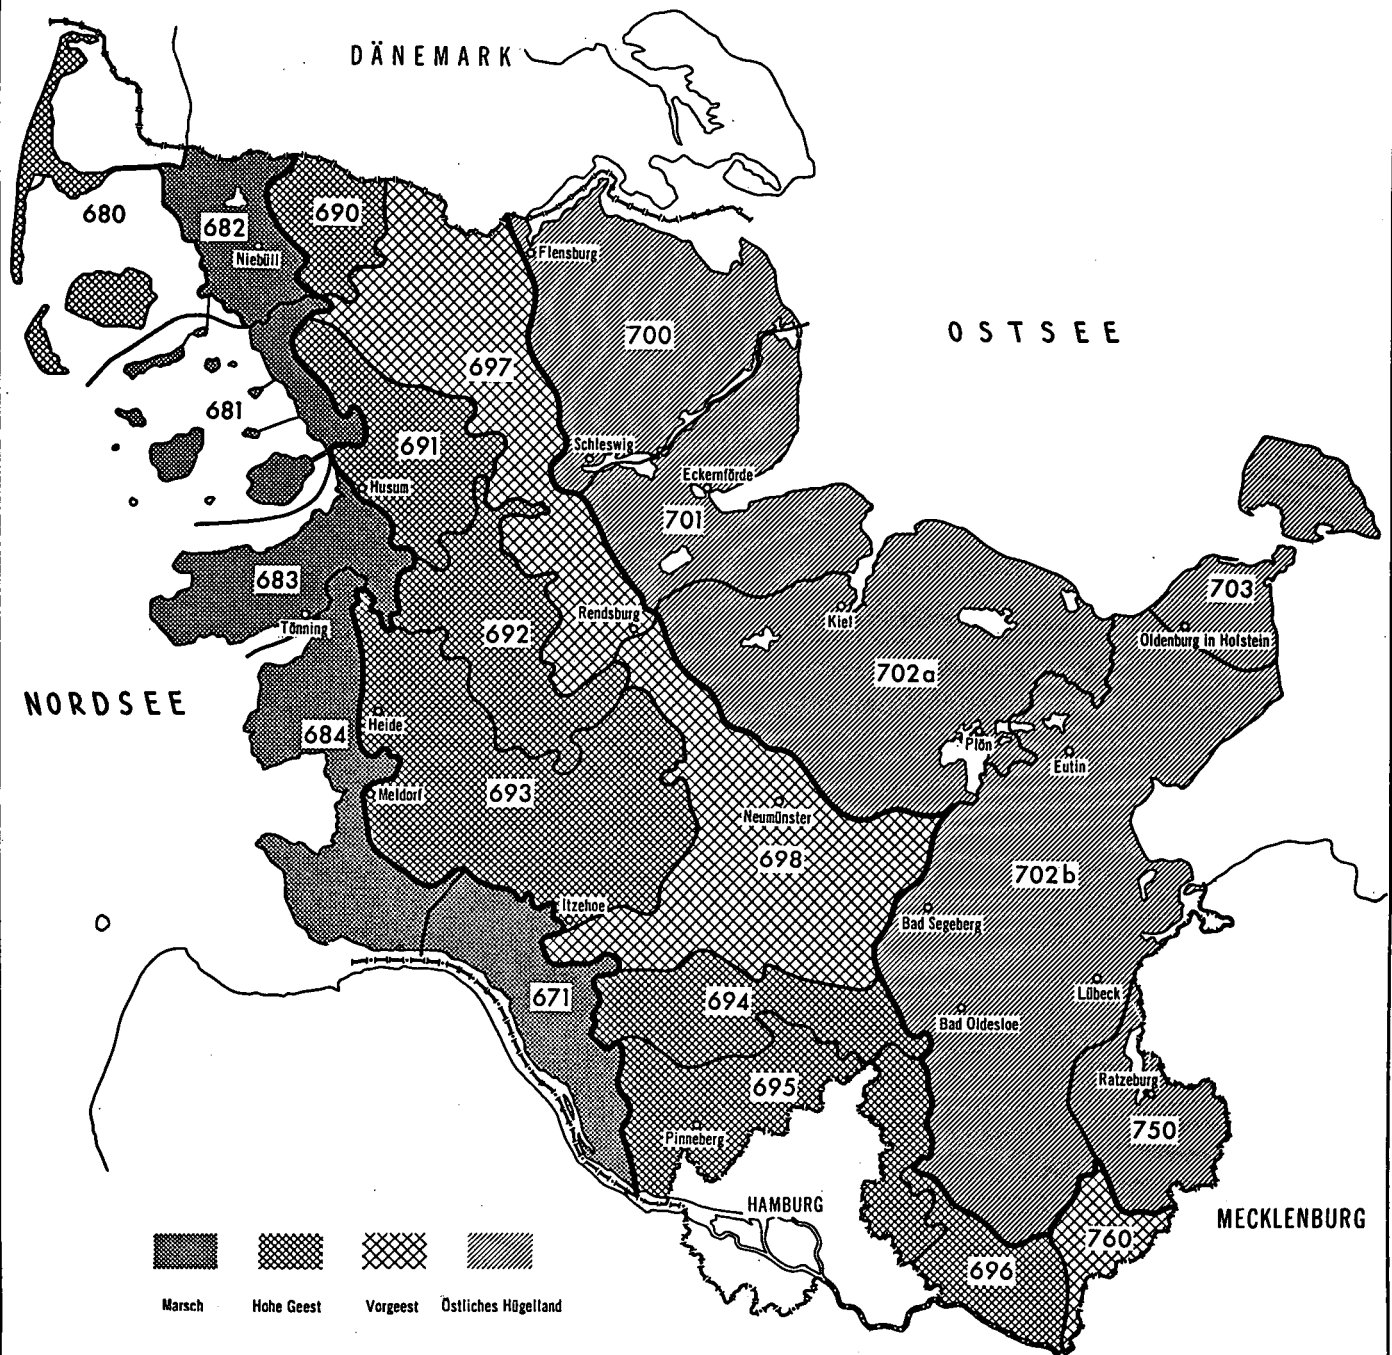 DÄNEMARK
680
682
690
Niebüll
Flensburg
700
OSTSEE
697
681
691
Schleswig
Eckernförde
Husum
701
683
703
Tönning
692
Rendsburg
Kiel
Oldenburg in Holstein
702a
NORDSEE
684
Heide
Plön
Eutin
Meldorf
693
Neumünster
698
702b
Itzehoe
Bad Segeberg
671
694
Lübeck
Bad Oldesloe
695
Ratzeburg
Pinneberg
750
HAMBURG
MECKLENBURG
760
696
Marsch
Hohe Geest
Vorgeest
Östliches Hügelland